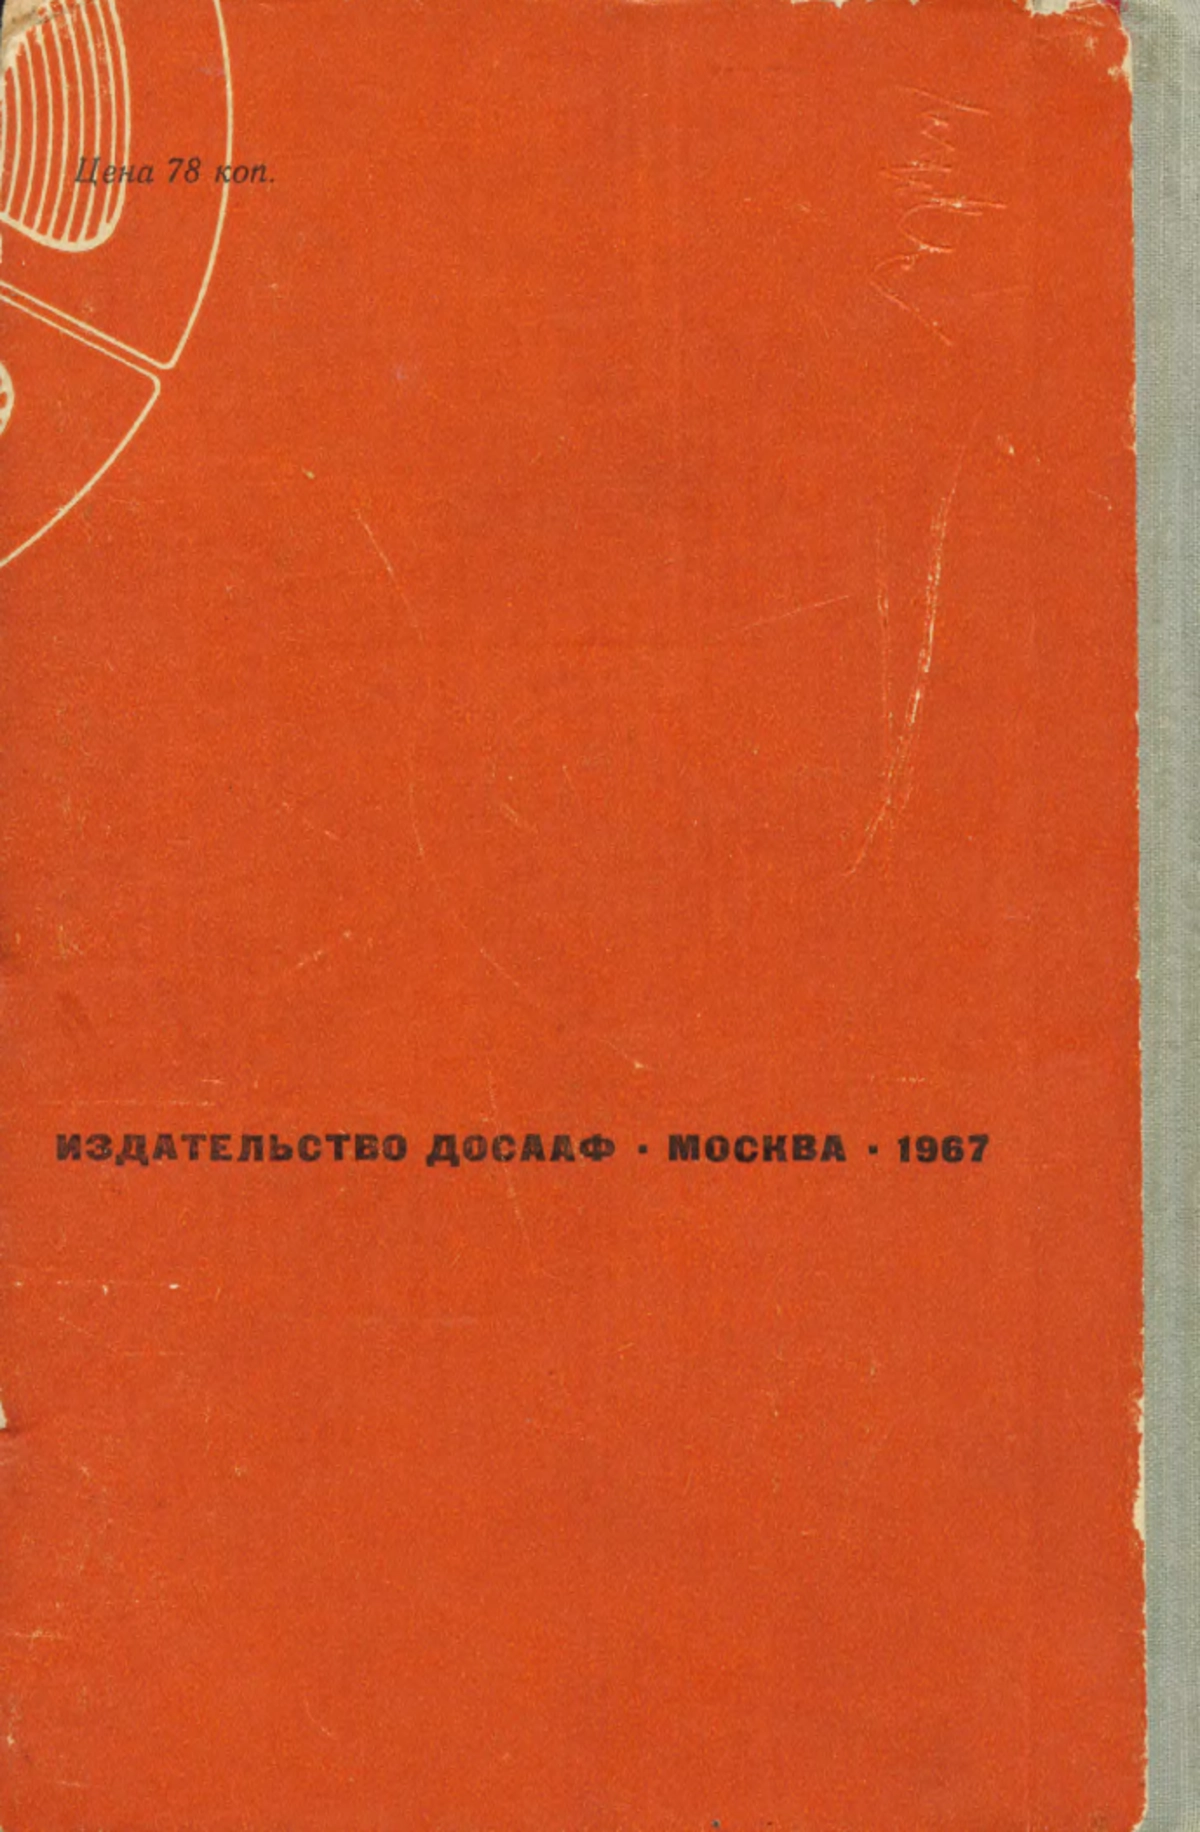 Цена 78 коп.
ИЗДАТЕЛЬСТВО ДОСААФ · МОСКВА · 1967